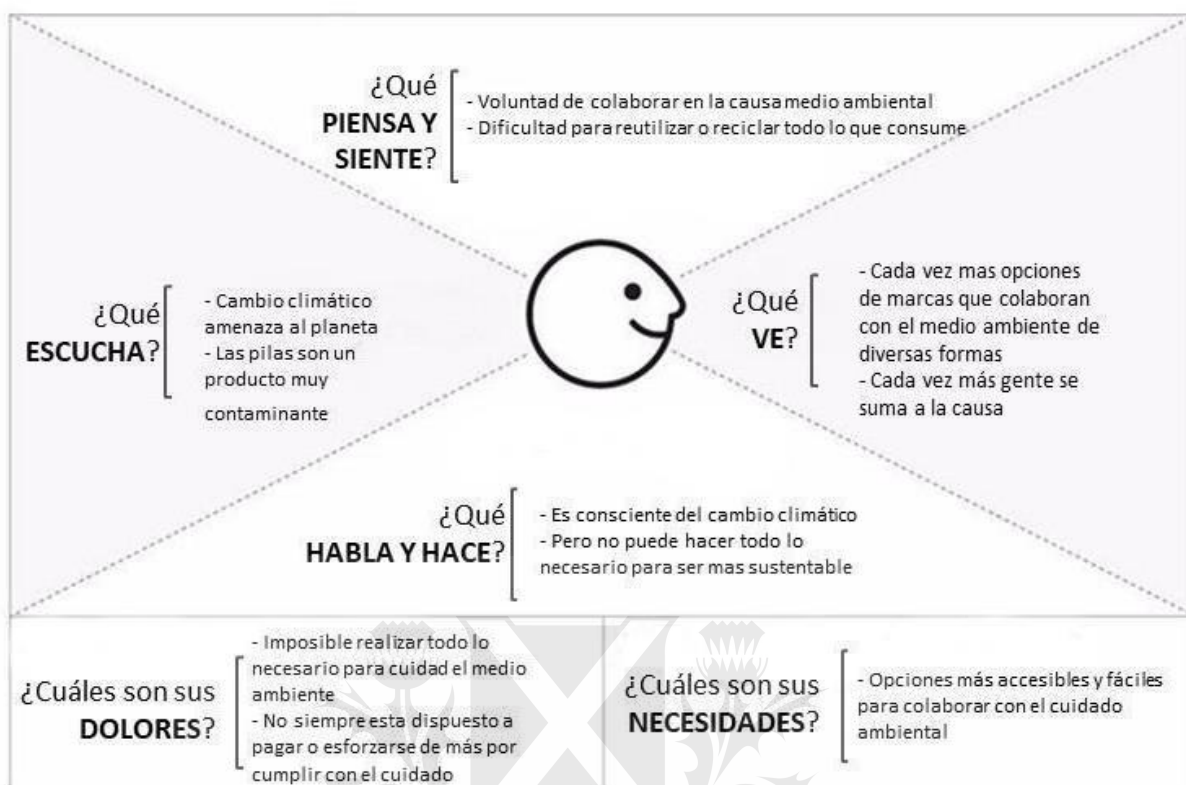 ¿Qué
PIENSA Y
SIENTE?
- Voluntad de colaborar en la causa medio ambiental
- Dificultad para reutilizar o reciclar todo lo que consume
¿Qué
ESCUCHA?
- Cambio climático
amenaza al planeta
- Las pilas son un
producto muy
contaminante
¿Qué
VE?
- Cada vez mas opciones
de marcas que colaboran
con el medio ambiente de
diversas formas
- Cada vez más gente se
suma a la causa
¿Qué
HABLA Y HACE?
- Es consciente del cambio climático
- Pero no puede hacer todo lo
necesario para ser mas sustentable
¿Cuáles son sus
DOLORES?
- Imposible realizar todo lo
necesario para cuidad el medio
ambiente
- No siempre esta dispuesto a
pagar o esforzarse de más por
cumplir con el cuidado
¿Cuáles son sus
NECESIDADES?
- Opciones más accesibles y fáciles
para colaborar con el cuidado
ambiental